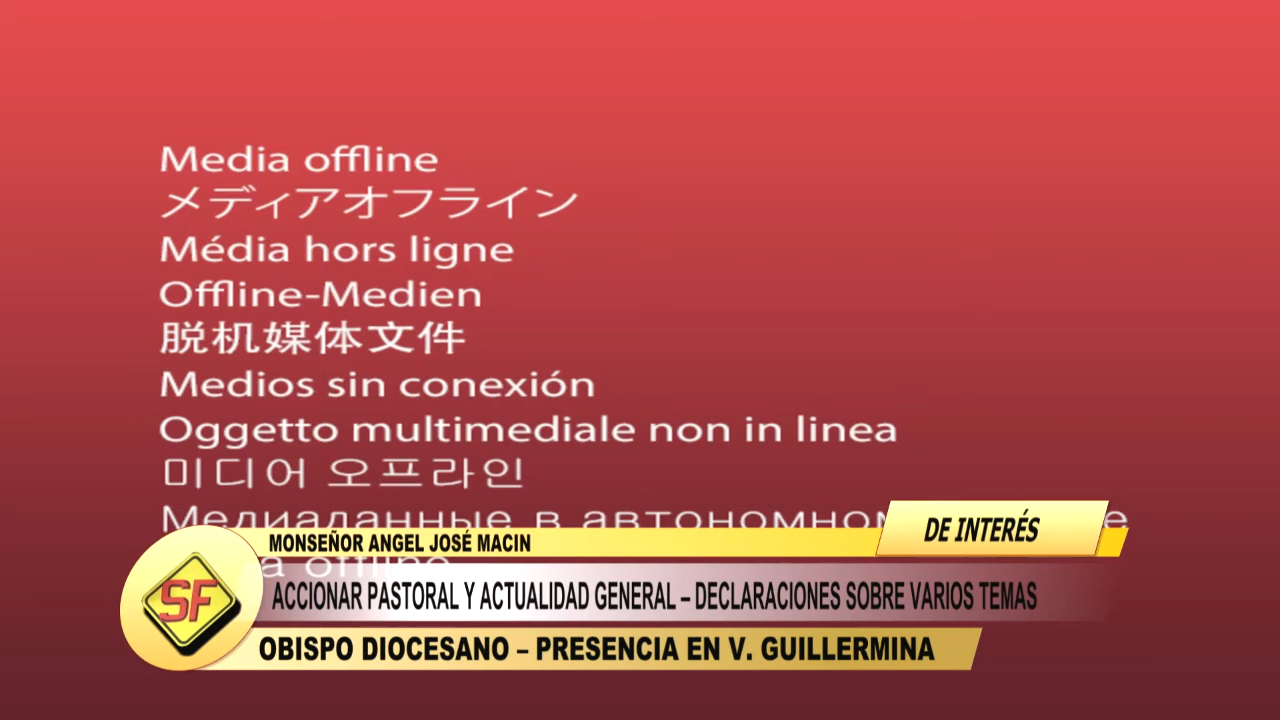 Media offline
メディアオフライン
Média hors ligne
Offline-Medien
脱机媒体文件
Medios sin conexión
Oggetto multimediale non in linea
미디어 오프라인
Медиаданные в
DE INTERÉS
MONSEÑOR ANGEL JOSÉ MACIN
offline
SF
ACCIONAR PASTORAL Y ACTUALIDAD GENERAL – DECLARACIONES SOBRE VARIOS TEMAS
OBISPO DIOCESANO – PRESENCIA EN V. GUILLERMINA